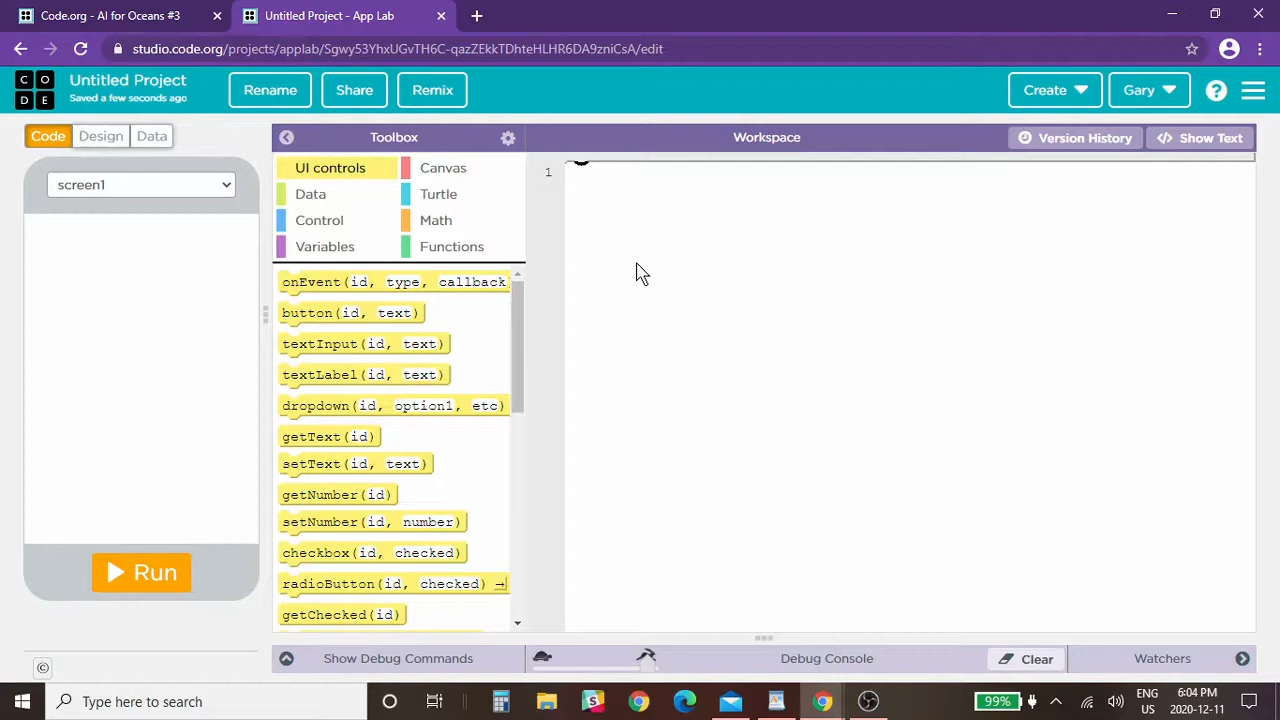 Code.org - AI for Oceans #3
Untitled Project - App Lab
studio.code.org/projects/applab/Sgwy53YhxUGvTH6C-qazZEkkTDhteHLHR6DA9zniCsA/edit
CO
DE
Untitled Project
Saved a few seconds ago
Rename
Share
Remix
Create
Gary
?
Code
Design
Data
Toolbox
Workspace
Version History
</> Show Text
screen1
UI controls
Canvas
Data
Turtle
Control
Math
Variables
Functions
1
onEvent(id, type, callback)
button(id, text)
textInput(id, text)
textLabel(id, text)
dropdown(id, option1, etc)
getText(id)
setText(id, text)
getNumber(id)
setNumber(id, number)
checkbox(id, checked)
radioButton(id, checked)
getChecked(id)
Run
©
Show Debug Commands
Debug Console
Clear
Watchers
Type here to search
99%
ENG
US
6:04 PM
2020-12-11